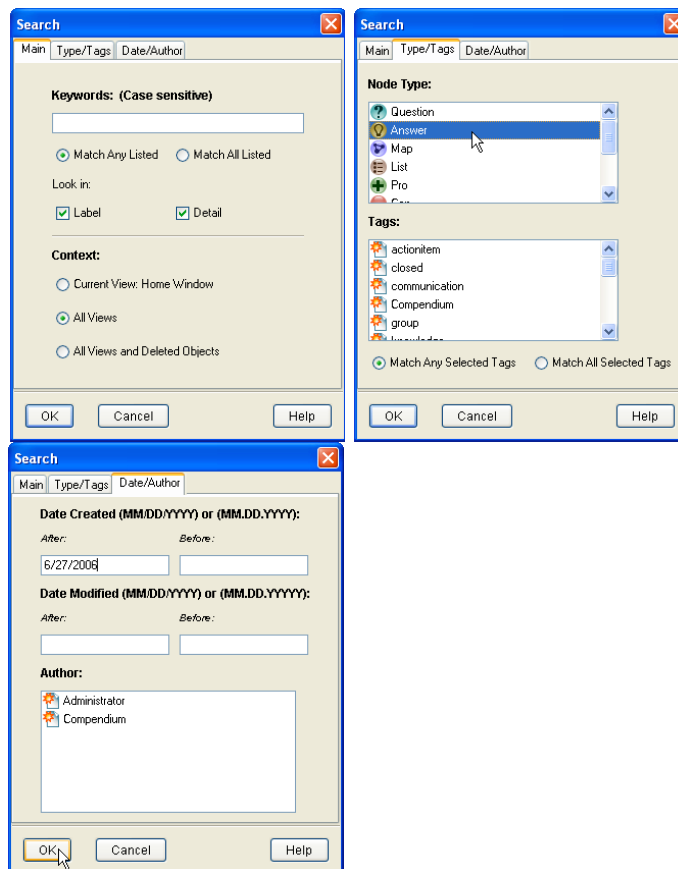 Search
Main Type/Tags Date/Author
Keywords: (Case sensitive)
Match Any Listed Match All Listed
Look in:
Label Detail
Context:
Current View: Home Window
All Views
All Views and Deleted Objects
OK Cancel Help
Search
Main Type/Tags Date/Author
Node Type:
Question
Answer
Map
List
Pro
Tags:
actionitem
closed
communication
Compendium
group
knowledge
Match Any Selected Tags Match All Selected Tags
OK Cancel Help
Search
Main Type/Tags Date/Author
Date Created (MM/DD/YYYY) or (MM.DD.YYYY):
After: Before:
6/27/2006
Date Modified (MM/DD/YYYY) or (MM.DD.YYYYY):
After: Before:
Author:
Administrator
Compendium
OK Cancel Help